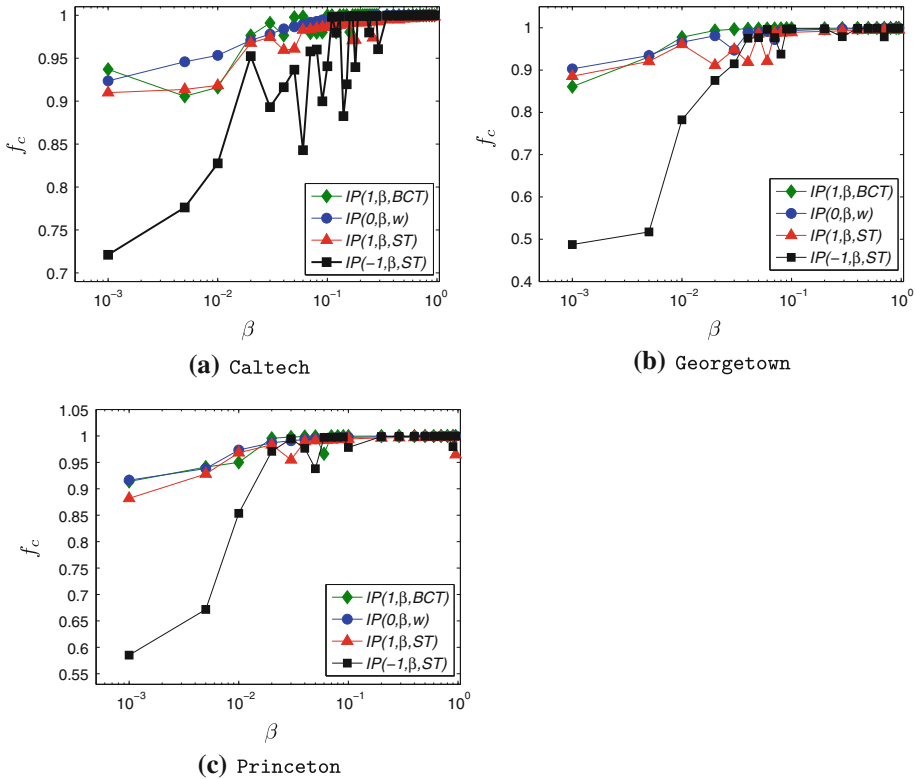 1
0.95
0.9
0.85
0.8
0.75
0.7
f_c
10^−3
10^−2
10^−1
10^0
β
IP(1,β,BCT)
IP(0,β,w)
IP(1,β,ST)
IP(−1,β,ST)
(a) Caltech
1
0.9
0.8
0.7
0.6
0.5
0.4
f_c
10^−3
10^−2
10^−1
10^0
β
IP(1,β,BCT)
IP(0,β,w)
IP(1,β,ST)
IP(−1,β,ST)
(b) Georgetown
1.05
1
0.95
0.9
0.85
0.8
0.75
0.7
0.65
0.6
0.55
f_c
10^−3
10^−2
10^−1
10^0
β
IP(1,β,BCT)
IP(0,β,w)
IP(1,β,ST)
IP(−1,β,ST)
(c) Princeton